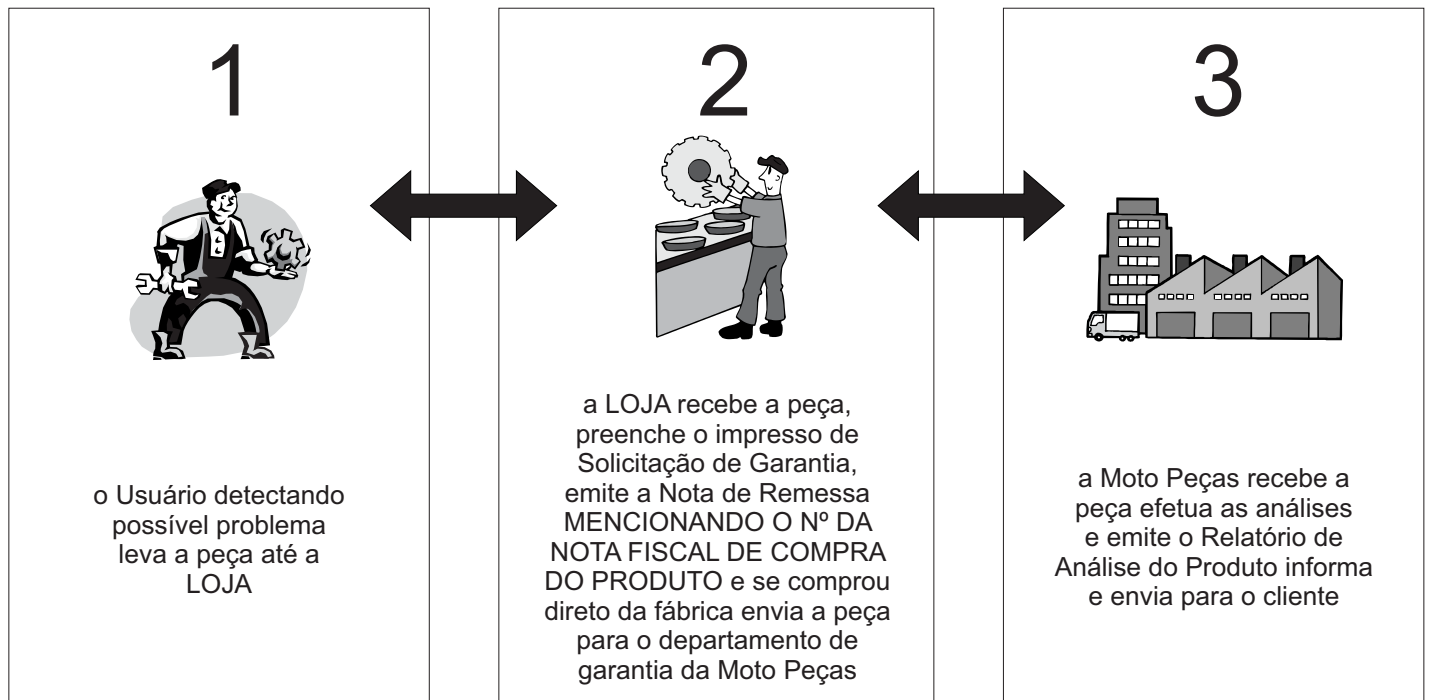 1
o Usuário detectando
possível problema
leva a peça até a
LOJA
2
a LOJA recebe a peça,
preenche o impresso de
Solicitação de Garantia,
emite a Nota de Remessa
MENCIONANDO O Nº DA
NOTA FISCAL DE COMPRA
DO PRODUTO e se comprou
direto da fábrica envia a peça
para o departamento de
garantia da Moto Peças
3
a Moto Peças recebe a
peça efetua as análises
e emite o Relatório de
Análise do Produto informa
e envia para o cliente